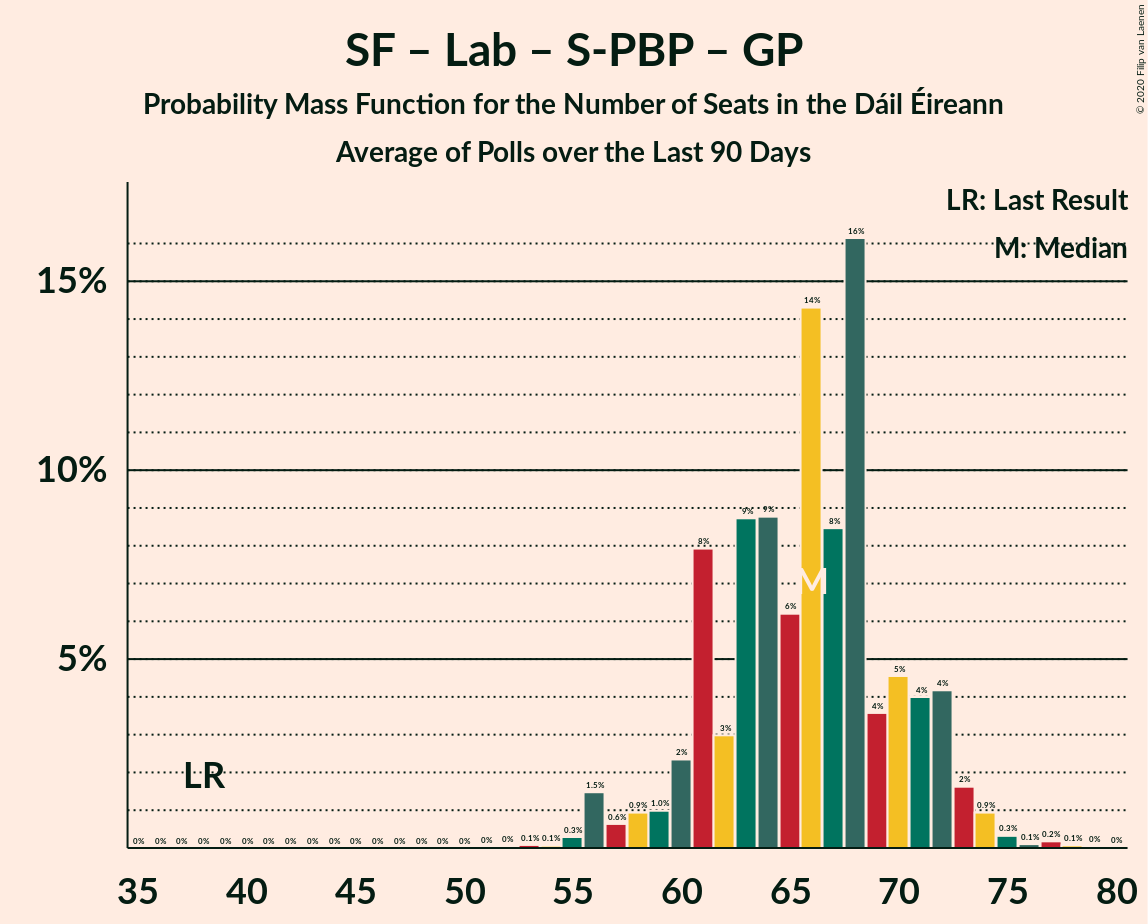 SF – Lab – S-PBP – GP
Probability Mass Function for the Number of Seats in the Dáil Éireann
Average of Polls over the Last 90 Days
© 2020 Filip van Laenen
LR: Last Result
M: Median
15%
10%
5%
LR
M
0% 0% 0% 0% 0% 0% 0% 0% 0% 0% 0% 0% 0% 0% 0% 0% 0% 0% 0.1% 0.1% 0.3% 1.5% 0.6% 0.9% 1.0% 2% 8% 3% 9% 9% 6% 14% 8% 16% 4% 5% 4% 4% 2% 0.9% 0.3% 0.1% 0.2% 0.1% 0% 0%
35 40 45 50 55 60 65 70 75 80